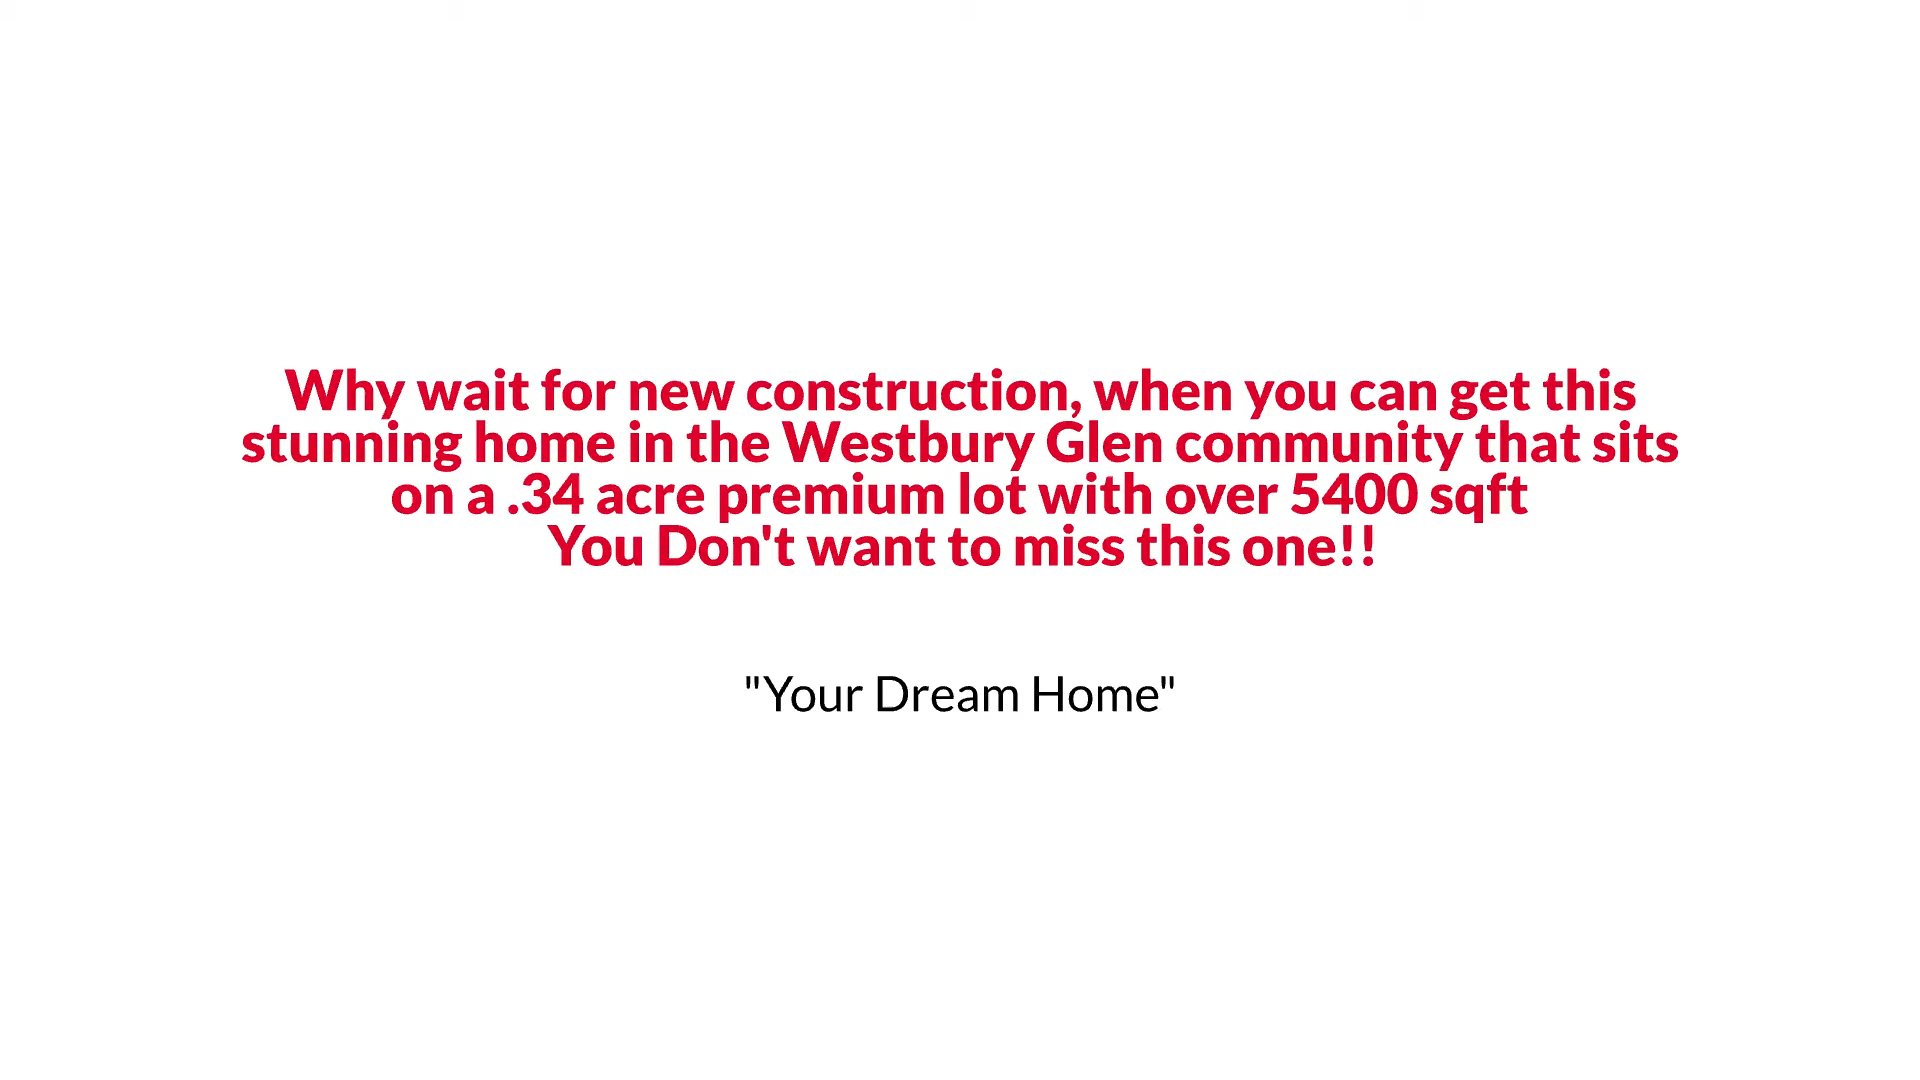 Why wait for new construction, when you can get this
stunning home in the Westbury Glen community that sits
on a .34 acre premium lot with over 5400 sqft
You Don't want to miss this one!!
"Your Dream Home"